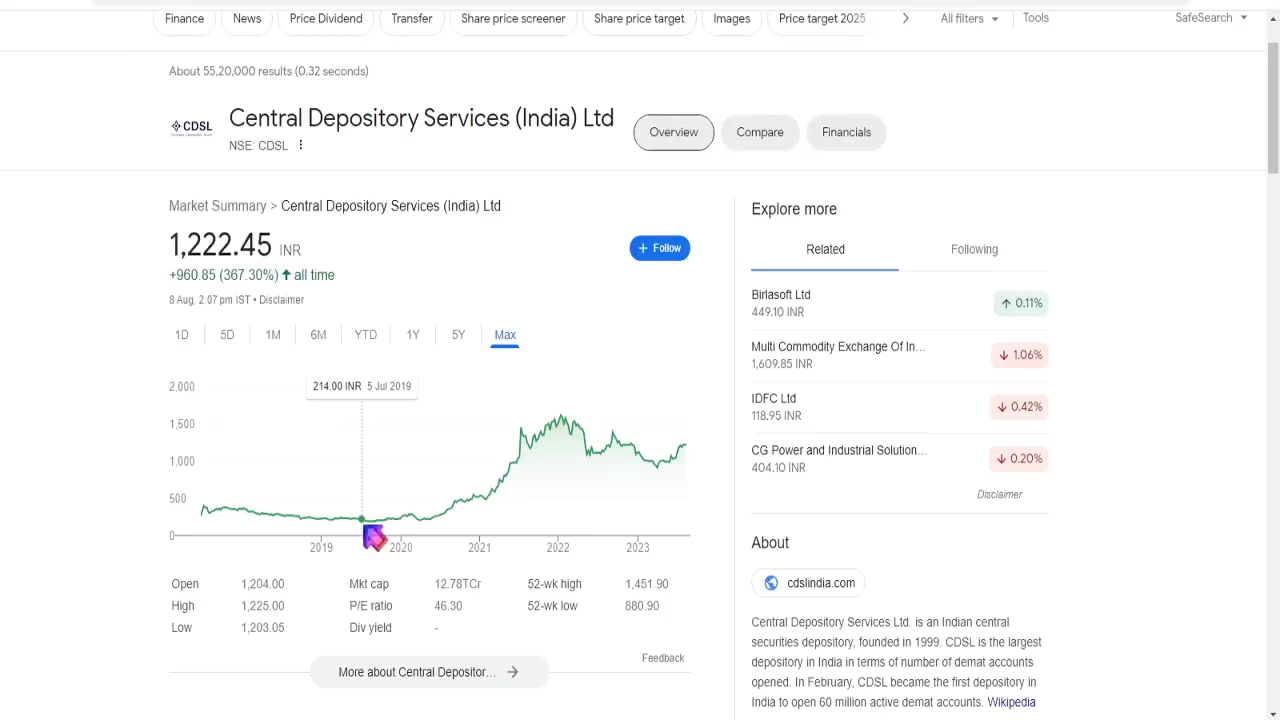 Finance News Price Dividend Transfer Share price screener Share price target Images Price target 2025 All filters Tools SafeSearch
About 55,20,000 results (0.32 seconds)
CDSL
Central Depository Services (India) Ltd
NSE: CDSL
Overview Compare Financials
Market Summary > Central Depository Services (India) Ltd
1,222.45 INR
+ Follow
+960.85 (367.30%) ↑ all time
8 Aug, 2:07 pm IST • Disclaimer
1D 5D 1M 6M YTD 1Y 5Y Max
214.00 INR 5 Jul 2019
2,000
1,500
1,000
500
0
2019 2020 2021 2022 2023
Open 1,204.00 Mkt cap 12.78TCr 52-wk high 1,451.90
High 1,225.00 P/E ratio 46.30 52-wk low 880.90
Low 1,203.05 Div yield -
Feedback
More about Central Depositor... →
Explore more
Related Following
Birlasoft Ltd
449.10 INR
↑ 0.11%
Multi Commodity Exchange Of In...
1,609.85 INR
↓ 1.06%
IDFC Ltd
118.95 INR
↓ 0.42%
CG Power and Industrial Solution...
404.10 INR
↓ 0.20%
Disclaimer
About
cdslindia.com
Central Depository Services Ltd. is an Indian central
securities depository, founded in 1999. CDSL is the largest
depository in India in terms of number of demat accounts
opened. In February, CDSL became the first depository in
India to open 60 million active demat accounts. Wikipedia